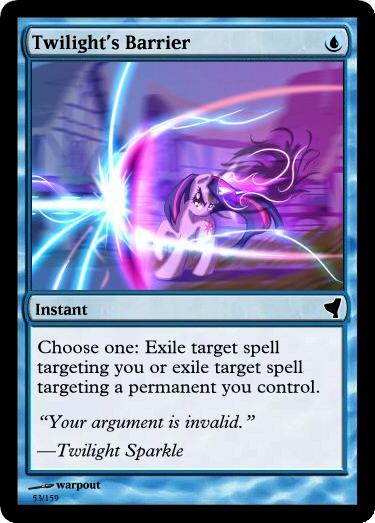 Twilight's Barrier
Instant
Choose one: Exile target spell
targeting you or exile target spell
targeting a permanent you control.
“Your argument is invalid.”
—Twilight Sparkle
warpout
53/159